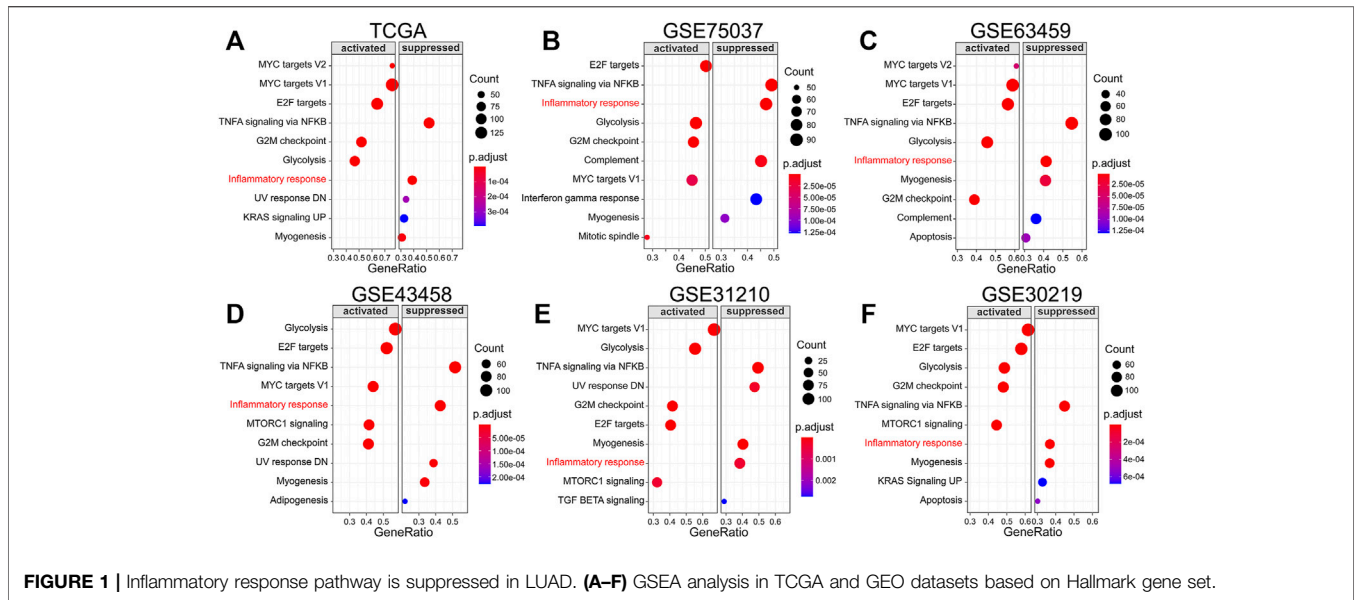 A
TCGA
activated suppressed
MYC targets V2
MYC targets V1
E2F targets
TNFA signaling via NFKB
G2M checkpoint
Glycolysis
Inflammatory response
UV response DN
KRAS signaling UP
Myogenesis
0.3 0.4 0.5 0.6 0.7 0.3 0.4 0.5 0.6 0.7
GeneRatio
Count
50
75
100
125
p.adjust
1e-04
2e-04
3e-04
B
GSE75037
activated suppressed
E2F targets
TNFA signaling via NFKB
Inflammatory response
Glycolysis
G2M checkpoint
Complement
MYC targets V1
Interferon gamma response
Myogenesis
Mitotic spindle
0.3 0.4 0.5 0.3 0.4 0.5
GeneRatio
Count
50
60
70
80
90
p.adjust
2.50e-05
5.00e-05
7.50e-05
1.00e-04
1.25e-04
C
GSE63459
activated suppressed
MYC targets V2
MYC targets V1
E2F targets
TNFA signaling via NFKB
Glycolysis
Inflammatory response
Myogenesis
G2M checkpoint
Complement
Apoptosis
0.4 0.5 0.6 0.3 0.4 0.5 0.6
GeneRatio
Count
40
60
80
100
p.adjust
2.50e-05
5.00e-05
7.50e-05
1.00e-04
1.25e-04
D
GSE43458
activated suppressed
Glycolysis
E2F targets
TNFA signaling via NFKB
MYC targets V1
Inflammatory response
MTORC1 signaling
G2M checkpoint
UV response DN
Myogenesis
Adipogenesis
0.3 0.4 0.5 0.3 0.4 0.5
GeneRatio
Count
60
80
100
p.adjust
5.00e-05
1.00e-04
1.50e-04
2.00e-04
E
GSE31210
activated suppressed
MYC targets V1
Glycolysis
TNFA signaling via NFKB
UV response DN
G2M checkpoint
E2F targets
Myogenesis
Inflammatory response
MTORC1 signaling
TGF BETA signaling
0.3 0.4 0.5 0.6 0.3 0.4 0.5 0.6
GeneRatio
Count
25
50
75
100
p.adjust
0.001
0.002
F
GSE30219
activated suppressed
MYC targets V1
E2F targets
Glycolysis
G2M checkpoint
TNFA signaling via NFKB
MTORC1 signaling
Inflammatory response
Myogenesis
KRAS Signaling UP
Apoptosis
0.3 0.4 0.5 0.6 0.3 0.4 0.5 0.6
GeneRatio
Count
60
80
100
p.adjust
2e-04
4e-04
6e-04
FIGURE 1 | Inflammatory response pathway is suppressed in LUAD. (A–F) GSEA analysis in TCGA and GEO datasets based on Hallmark gene set.